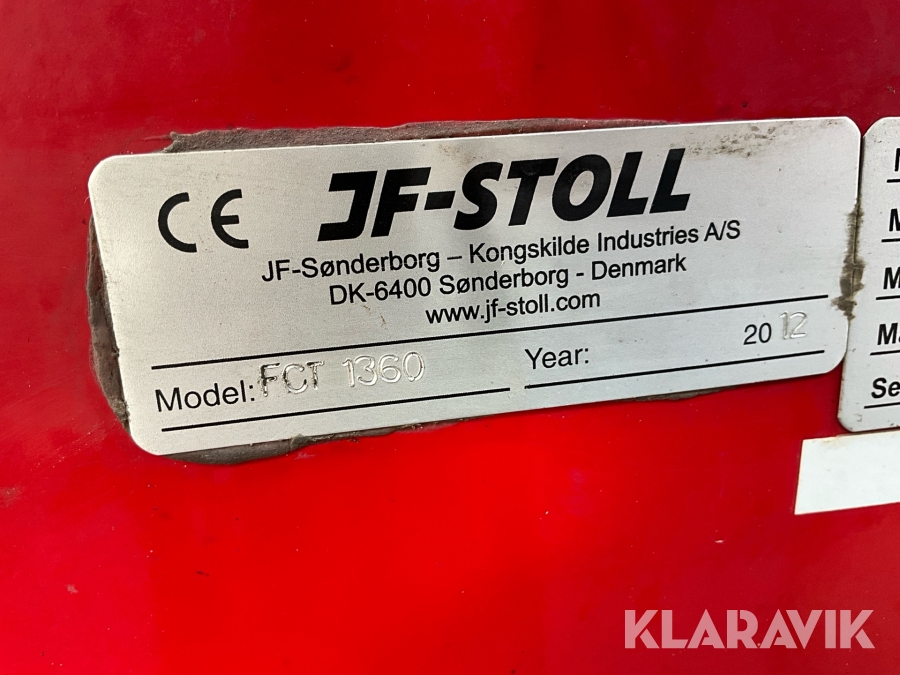 CE JF-STOLL
JF-Sønderborg – Kongskilde Industries A/S
DK-6400 Sønderborg - Denmark
www.jf-stoll.com
Model: FCT 1360 Year: 2012
M
Se
KLARAVIK